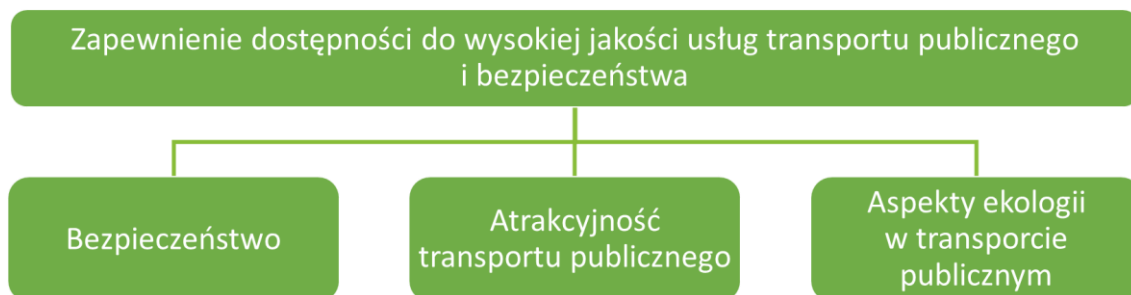 Zapewnienie dostępności do wysokiej jakości usług transportu publicznego
i bezpieczeństwa
Bezpieczeństwo
Atrakcyjność
transportu publicznego
Aspekty ekologii
w transporcie
publicznym